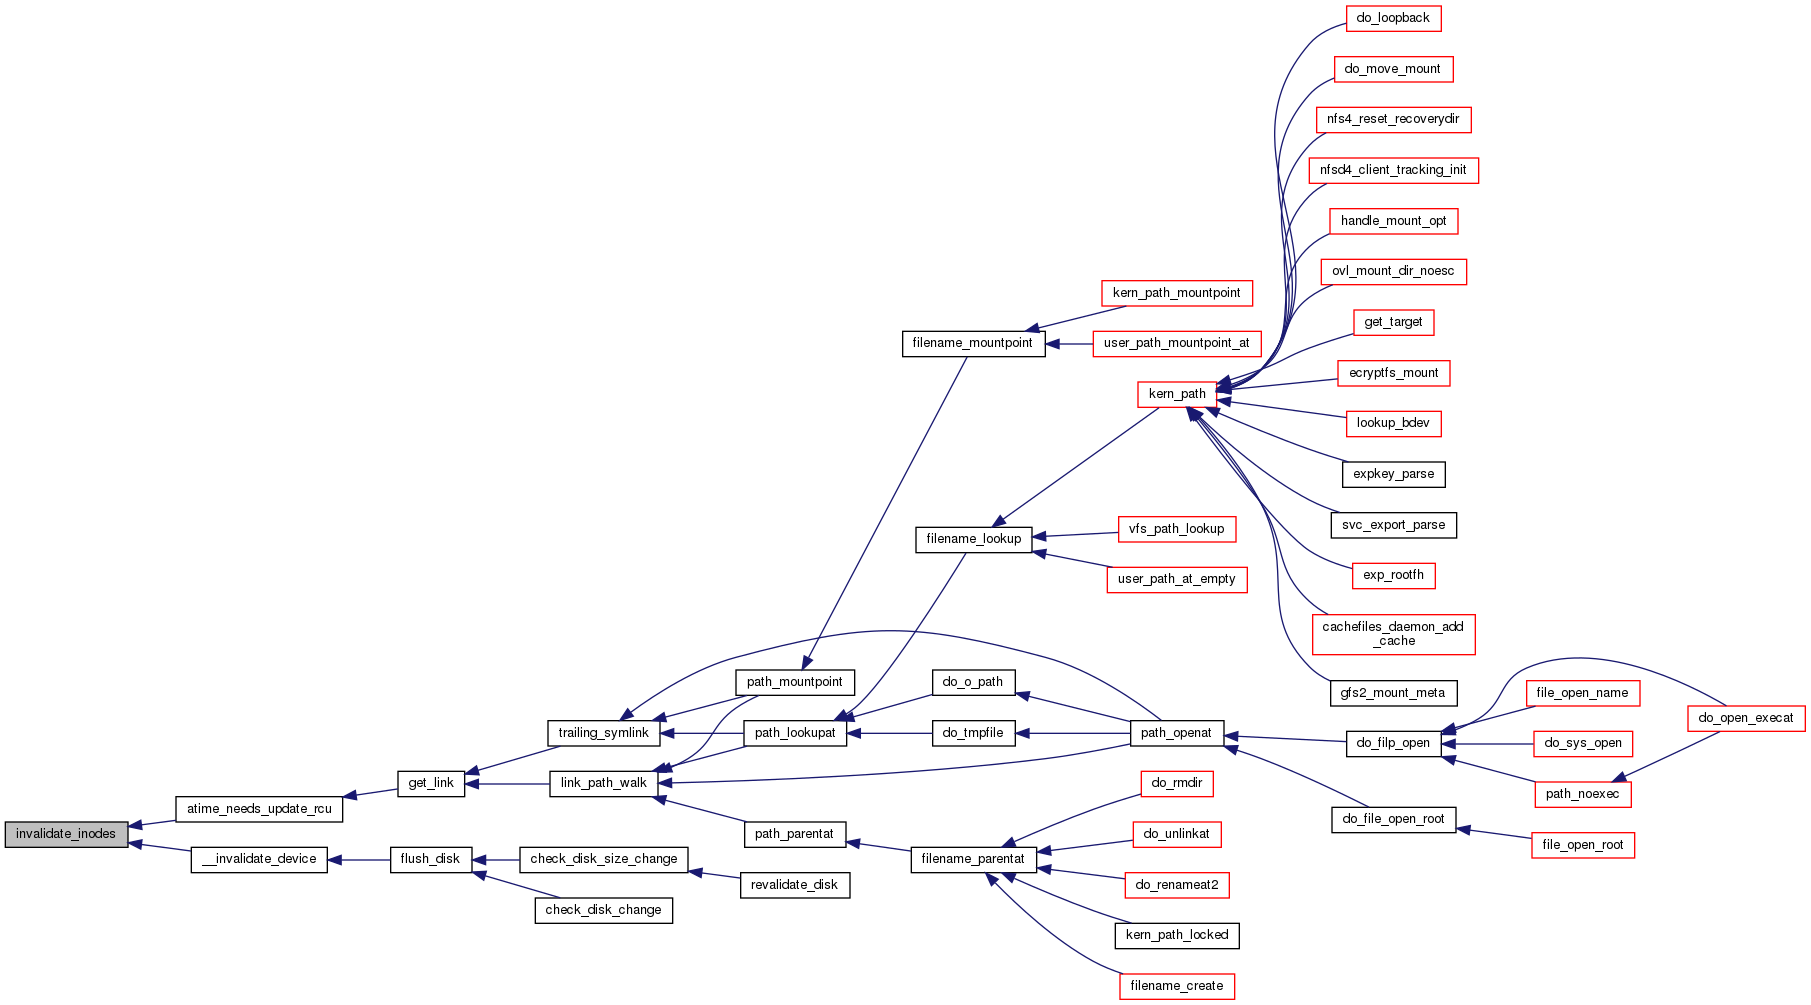 do_loopback
do_move_mount
nfs4_reset_recoverydir
nfsd4_client_tracking_init
handle_mount_opt
ovl_mount_dir_noesc
kern_path_mountpoint
get_target
filename_mountpoint
user_path_mountpoint_at
ecryptfs_mount
kern_path
lookup_bdev
expkey_parse
svc_export_parse
vfs_path_lookup
filename_lookup
exp_rootfh
user_path_at_empty
cachefiles_daemon_add
_cache
path_mountpoint
do_o_path
gfs2_mount_meta
file_open_name
do_open_execat
trailing_symlink
path_lookupat
do_tmpfile
path_openat
do_filp_open
do_sys_open
get_link
link_path_walk
do_rmdir
path_noexec
atime_needs_update_rcu
do_file_open_root
invalidate_inodes
path_parentat
do_unlinkat
file_open_root
__invalidate_device
flush_disk
check_disk_size_change
filename_parentat
revalidate_disk
do_renameat2
check_disk_change
kern_path_locked
filename_create